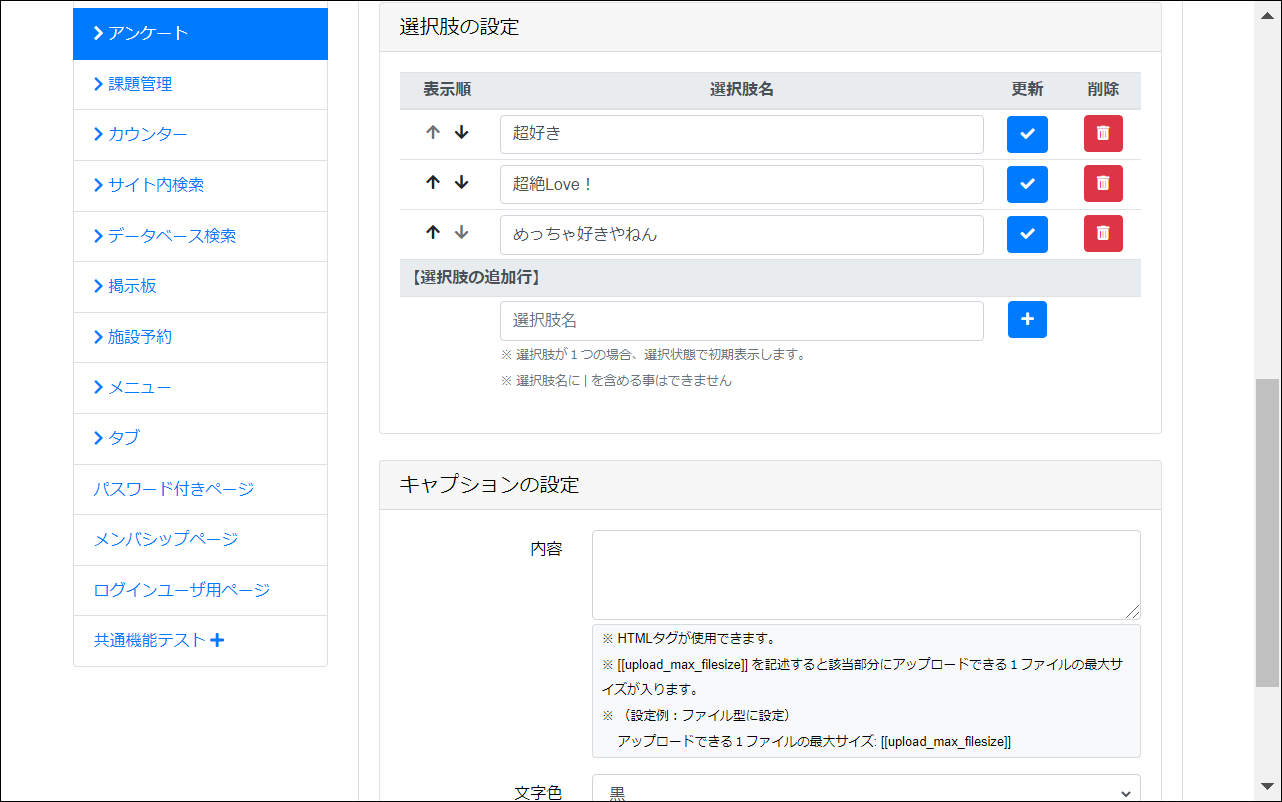 アンケート
課題管理
カウンター
サイト内検索
データベース検索
掲示板
施設予約
メニュー
タブ
パスワード付きページ
メンバシップページ
ログインユーザ用ページ
共通機能テスト
選択肢の設定
表示順 選択肢名 更新 削除
超好き
超絶Love！
めっちゃ好きやねん
【選択肢の追加行】
選択肢名
※ 選択肢が１つの場合、選択状態で初期表示します。
※ 選択肢名に | を含める事はできません
キャプションの設定
内容
※ HTMLタグが使用できます。
※ [[upload_max_filesize]] を記述すると該当部分にアップロードできる１ファイルの最大サ
イズが入ります。
※ （設定例：ファイル型に設定）
アップロードできる１ファイルの最大サイズ: [[upload_max_filesize]]
文字色 黒